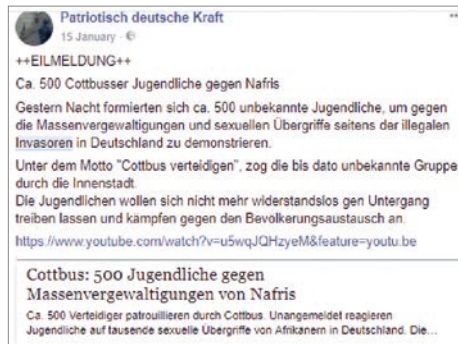 Patriotisch deutsche Kraft
15 January
++EILMELDUNG++
Ca. 500 Cottbusser Jugendliche gegen Nafris
Gestern Nacht formierten sich ca. 500 unbekannte Jugendliche, um gegen
die Massenvergewaltigungen und sexuellen Übergriffe seitens der illegalen
Invasoren in Deutschland zu demonstrieren.
Unter dem Motto "Cottbus verteidigen", zog die bis dato unbekannte Gruppe
durch die Innenstadt.
Die Jugendlichen wollen sich nicht mehr widerstandslos gen Untergang
treiben lassen und kämpfen gegen den Bevölkerungsaustausch an.
https://www.youtube.com/watch?v=u5wqJQHzyeM&feature=youtu.be
Cottbus: 500 Jugendliche gegen
Massenvergewaltigungen von Nafris
Ca. 500 Verteidiger patrouillieren durch Cottbus. Unangemeldet reagieren
Jugendliche auf tausende sexuelle Übergriffe von Afrikanern in Deutschland. Die...